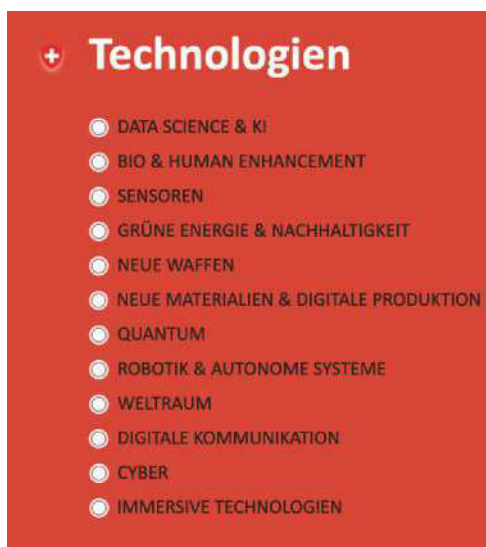 Technologien
DATA SCIENCE & KI
BIO & HUMAN ENHANCEMENT
SENSOREN
GRÜNE ENERGIE & NACHHALTIGKEIT
NEUE WAFFEN
NEUE MATERIALIEN & DIGITALE PRODUKTION
QUANTUM
ROBOTIK & AUTONOME SYSTEME
WELTRAUM
DIGITALE KOMMUNIKATION
CYBER
IMMERSIVE TECHNOLOGIEN